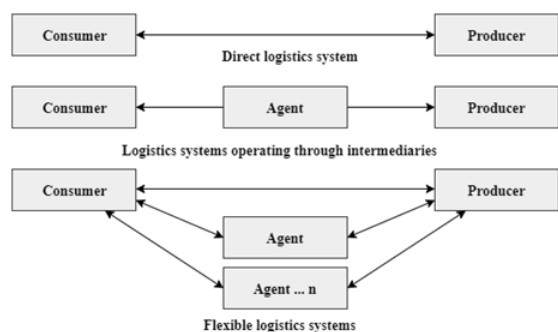 Consumer Producer
Direct logistics system
Consumer Agent Producer
Logistics systems operating through intermediaries
Consumer Producer
Agent
Agent ... n
Flexible logistics systems